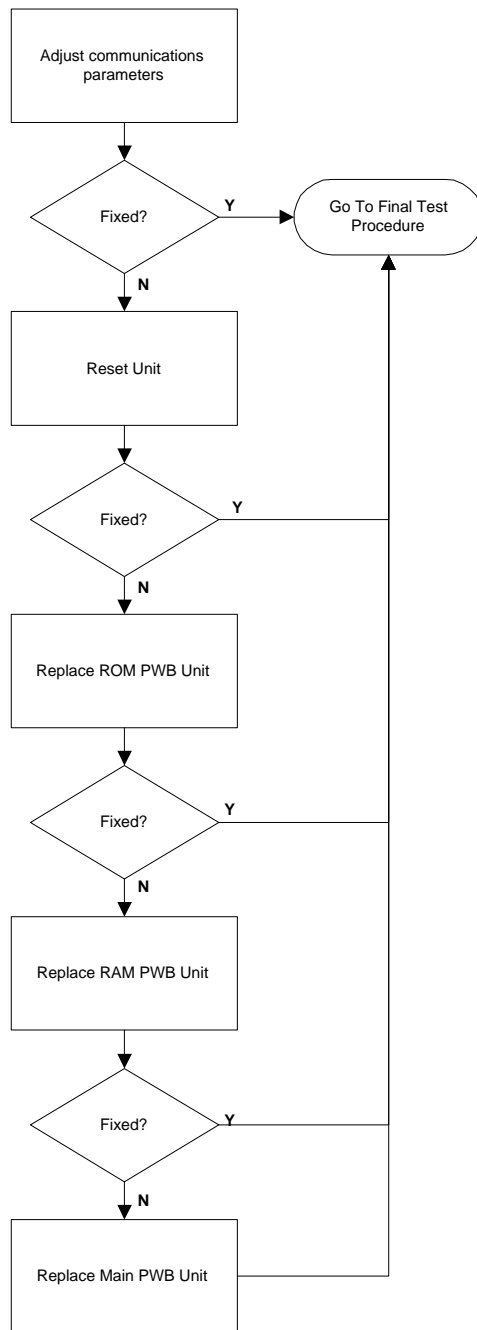 Adjust communications
parameters
Fixed?
Y
Go To Final Test
Procedure
N
Reset Unit
Fixed?
Y
N
Replace ROM PWB Unit
Fixed?
Y
N
Replace RAM PWB Unit
Fixed?
Y
N
Replace Main PWB Unit